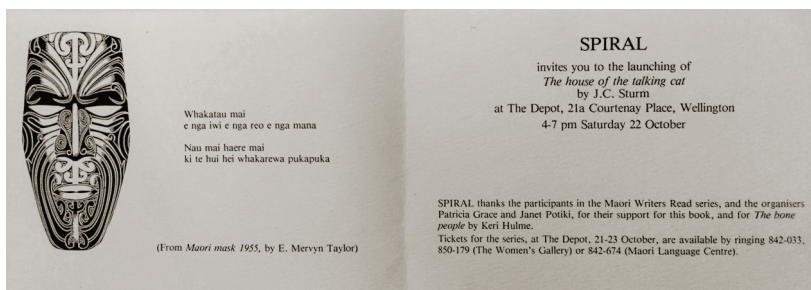 Whakatau mai
e nga iwi e nga reo e nga mana
Nau mai haere mai
ki te hui hei whakarewa pukapuka
(From Maori mask 1955, by E. Mervyn Taylor)
SPIRAL
invites you to the launching of
The house of the talking cat
by J.C. Sturm
at The Depot, 21a Courtenay Place, Wellington
4-7 pm Saturday 22 October
SPIRAL thanks the participants in the Maori Writers Read series, and the organisers
Patricia Grace and Janet Potiki, for their support for this book, and for The bone
people by Keri Hulme.
Tickets for the series, at The Depot, 21-23 October, are available by ringing 842-033,
850-179 (The Women's Gallery) or 842-674 (Maori Language Centre).